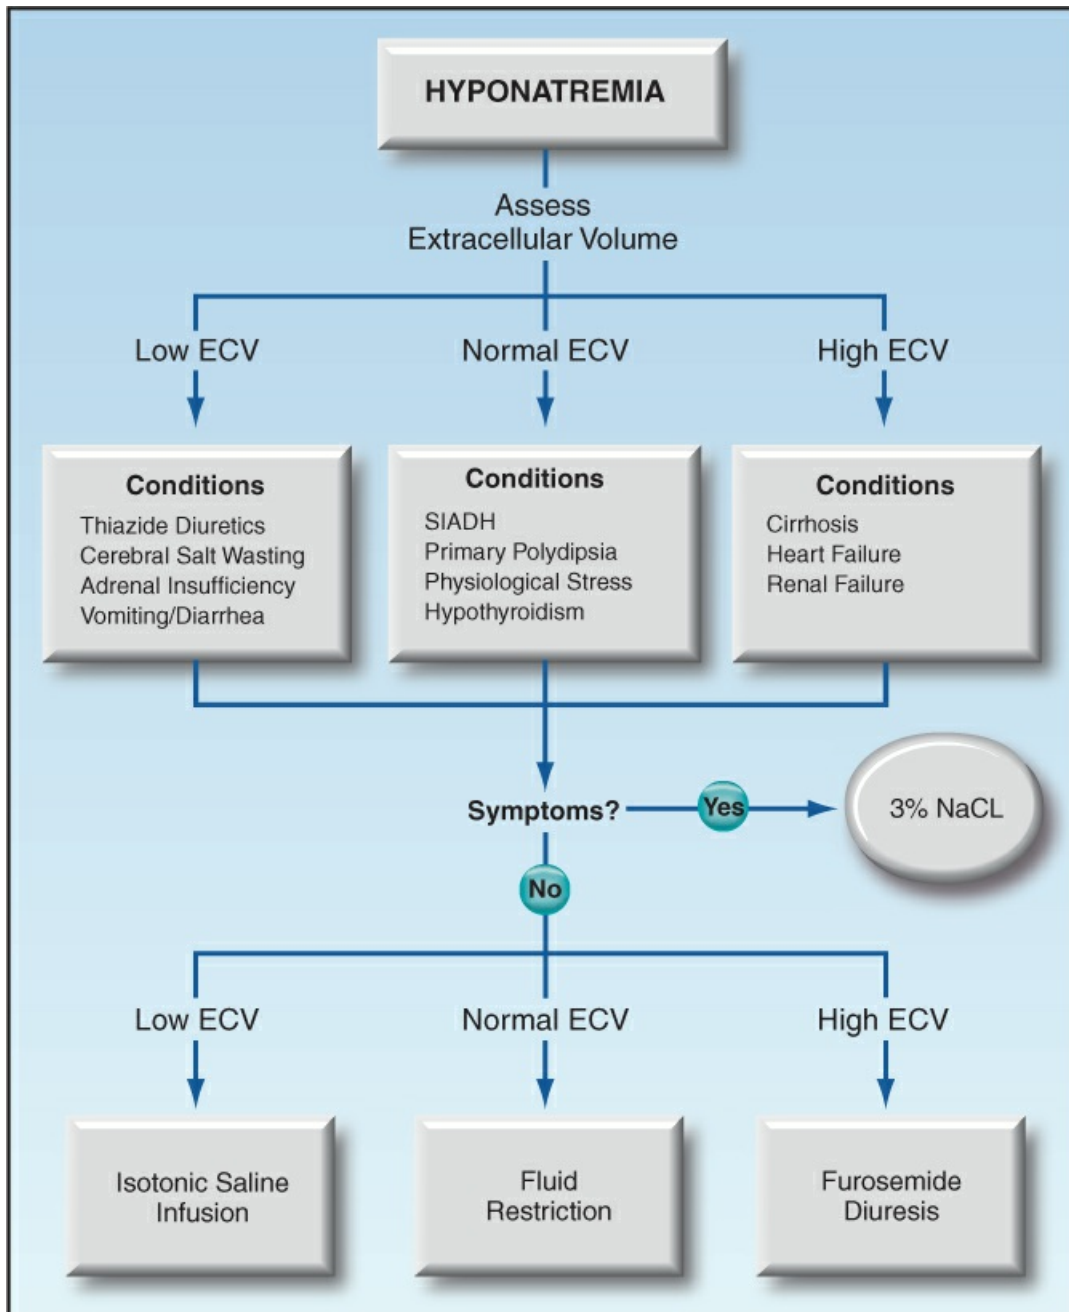 HYPONATREMIA
Assess
Extracellular Volume
Low ECV
Normal ECV
High ECV
Conditions
Thiazide Diuretics
Cerebral Salt Wasting
Adrenal Insufficiency
Vomiting/Diarrhea
Conditions
SIADH
Primary Polydipsia
Physiological Stress
Hypothyroidism
Conditions
Cirrhosis
Heart Failure
Renal Failure
Symptoms?
Yes
3% NaCL
No
Low ECV
Normal ECV
High ECV
Isotonic Saline
Infusion
Fluid
Restriction
Furosemide
Diuresis